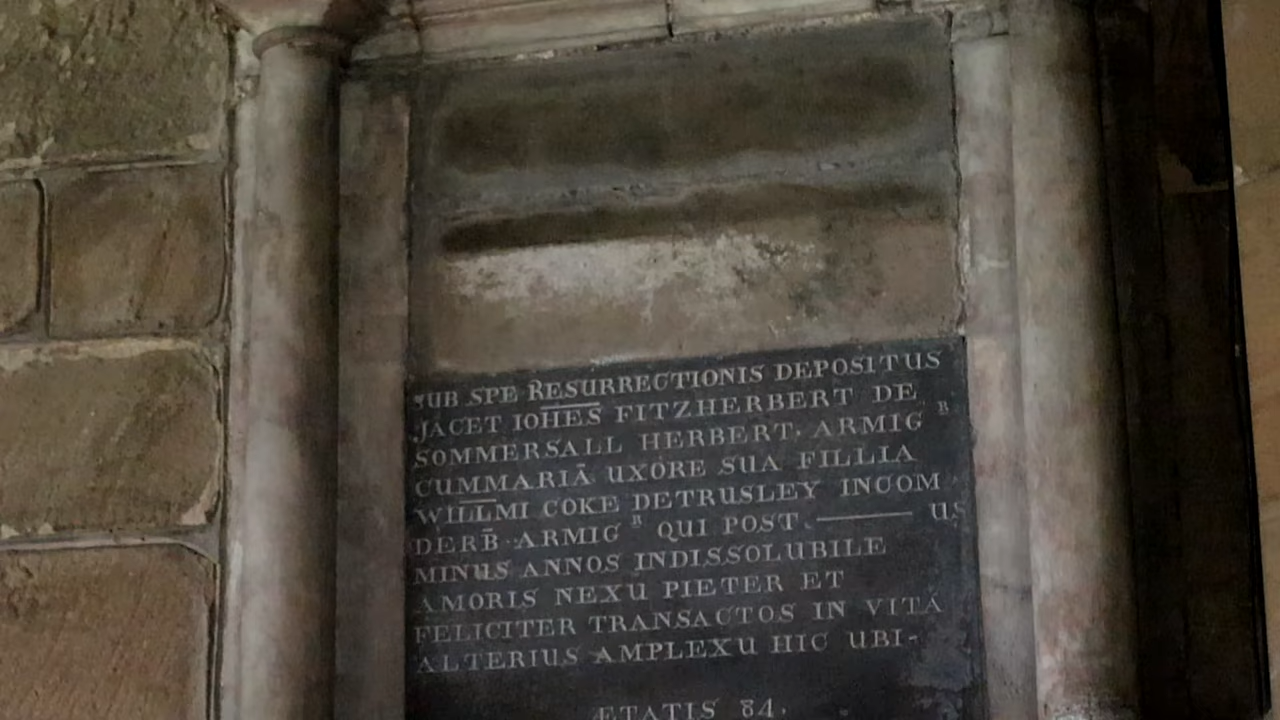 SUB SPE RESURRECTIONIS DEPOSITUS
JACET IOHES FITZHERBERT DE
SOMMERSALL HERBERT. ARMIG R
CUMMARIĀ UXORE SUA FILLIA
WILLMI COKE DETRUSLEY INCOM
DERB̄·ARMIG R QUI POST. —— US
MINUS ANNOS INDISSOLUBILE
AMORIS NEXU PIETER ET
FELICITER TRANSACTOS IN VITÁ
ALTERIUS AMPLEXU HIC UBI-
ÆTATIS 84.